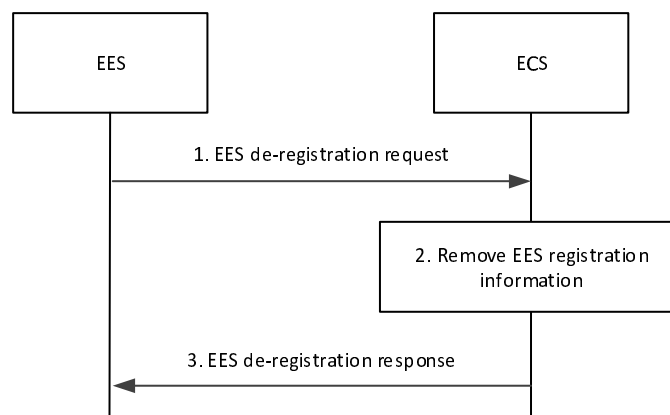 EES
ECS
1. EES de-registration request
2. Remove EES registration
information
3. EES de-registration response